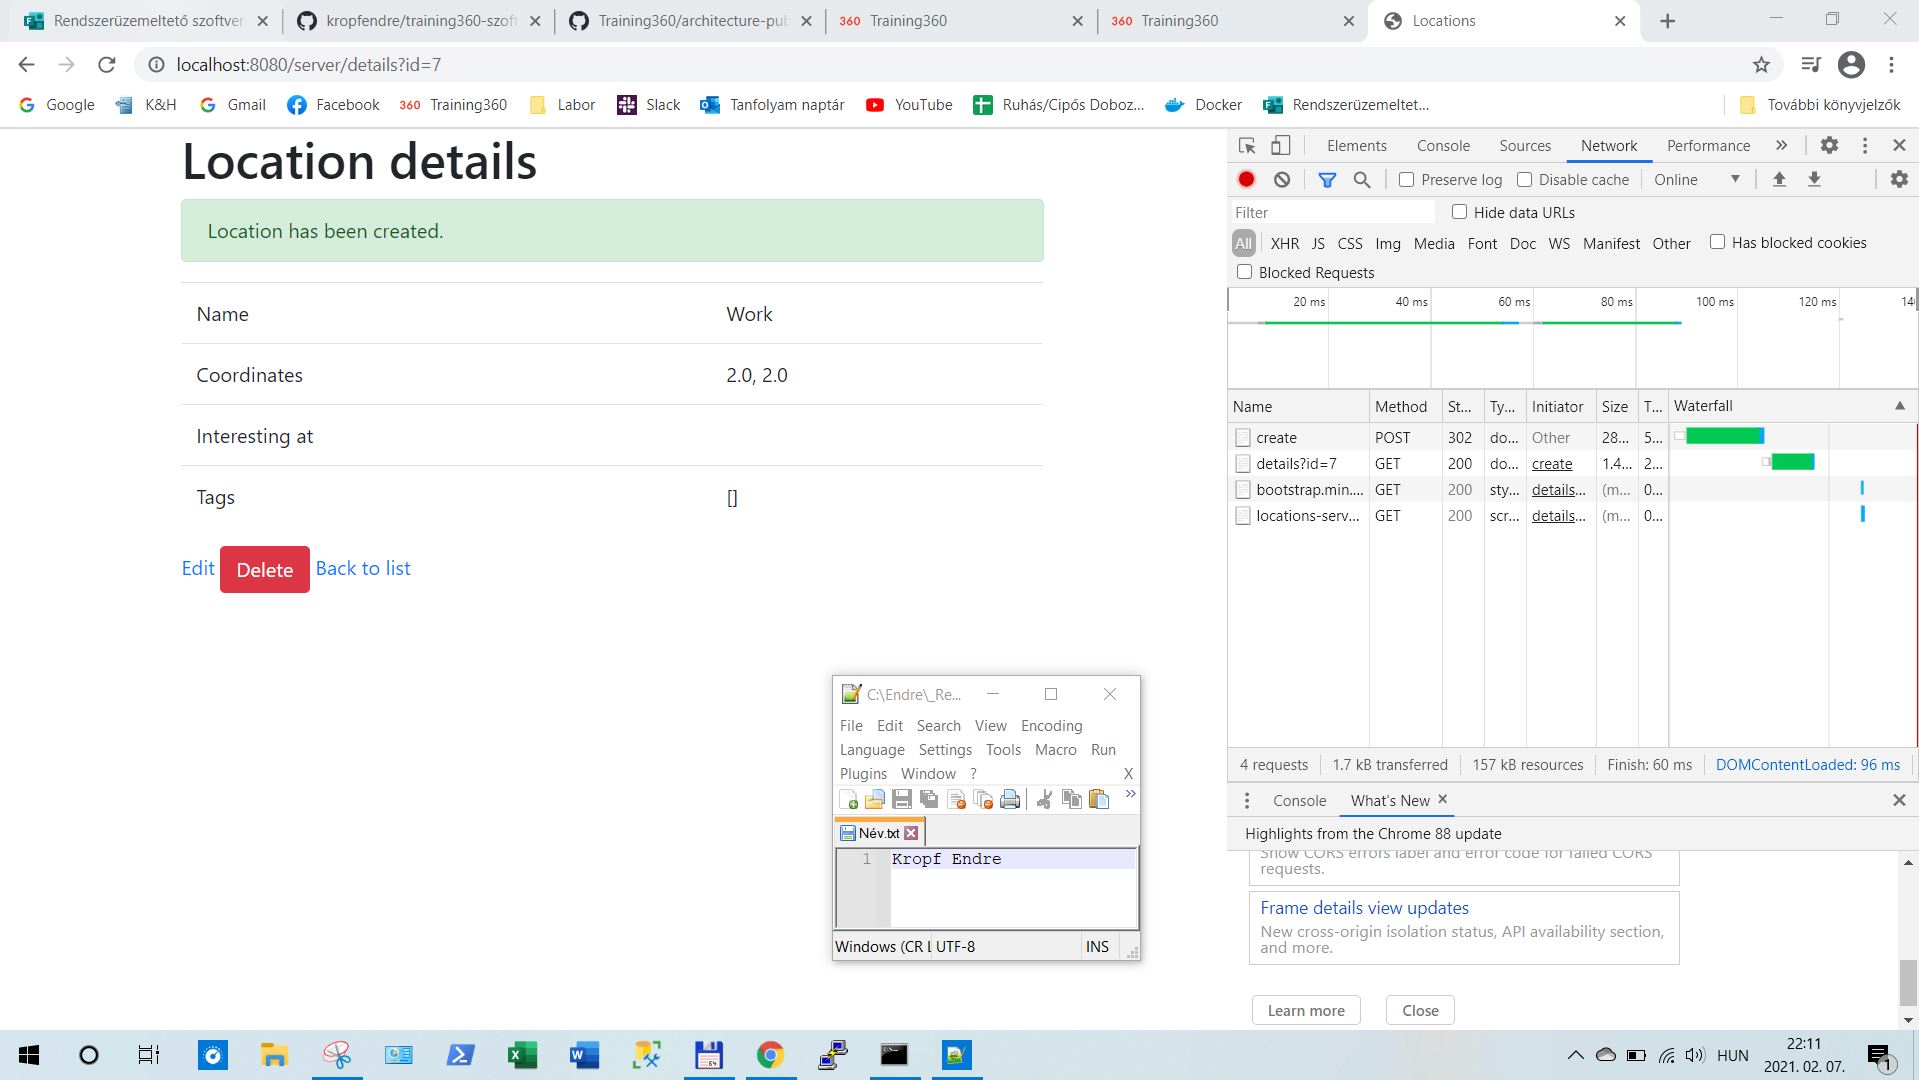 Rendszerüzemeltető szoftver
kropfendre/training360-szoft
Training360/architecture-pub
360 Training360
360 Training360
Locations
localhost:8080/server/details?id=7
Google K&H Gmail Facebook 360 Training360 Labor Slack Tanfolyam naptár YouTube Ruhás/Cipős Doboz... Docker Rendszerüzemeltet... További könyvjelzők
Location details
Location has been created.
Name Work
Coordinates 2.0, 2.0
Interesting at
Tags []
Edit Delete Back to list
Elements Console Sources Network Performance »
Preserve log Disable cache Online
Filter Hide data URLs
All XHR JS CSS Img Media Font Doc WS Manifest Other Has blocked cookies
Blocked Requests
20 ms 40 ms 60 ms 80 ms 100 ms 120 ms 14
Name Method St... Ty... Initiator Size T... Waterfall
create POST 302 do... Other 28... 5...
details?id=7 GET 200 do... create 1.4... 2...
bootstrap.min.... GET 200 sty... details... (m... 0...
locations-serv... GET 200 scr... details... (m... 0...
4 requests 1.7 kB transferred 157 kB resources Finish: 60 ms DOMContentLoaded: 96 ms
Console What's New
Highlights from the Chrome 88 update
Show CORS errors label and error code for failed CORS
requests.
Frame details view updates
New cross-origin isolation status, API availability section,
and more.
Learn more Close
C:\Endre\_Re...
File Edit Search View Encoding
Language Settings Tools Macro Run
Plugins Window ? X
»
Név.txt
1 Kropf Endre
Windows (CR L UTF-8 INS
64
HUN
22:11
2021. 02. 07.
1